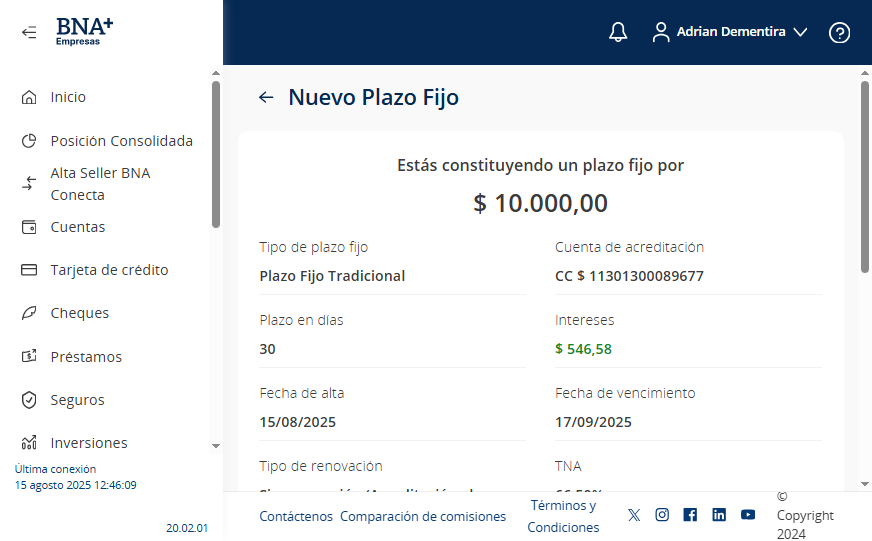 BNA+
Empresas
Adrian Dementira
Inicio
Posición Consolidada
Alta Seller BNA
Conecta
Cuentas
Tarjeta de crédito
Cheques
Préstamos
Seguros
Inversiones
Última conexión
15 agosto 2025 12:46:09
20.02.01
Nuevo Plazo Fijo
Estás constituyendo un plazo fijo por
$ 10.000,00
Tipo de plazo fijo
Plazo Fijo Tradicional
Cuenta de acreditación
CC $ 11301300089677
Plazo en días
30
Intereses
$ 546,58
Fecha de alta
15/08/2025
Fecha de vencimiento
17/09/2025
Tipo de renovación
TNA
Contáctenos
Comparación de comisiones
Términos y
Condiciones
©
Copyright
2024